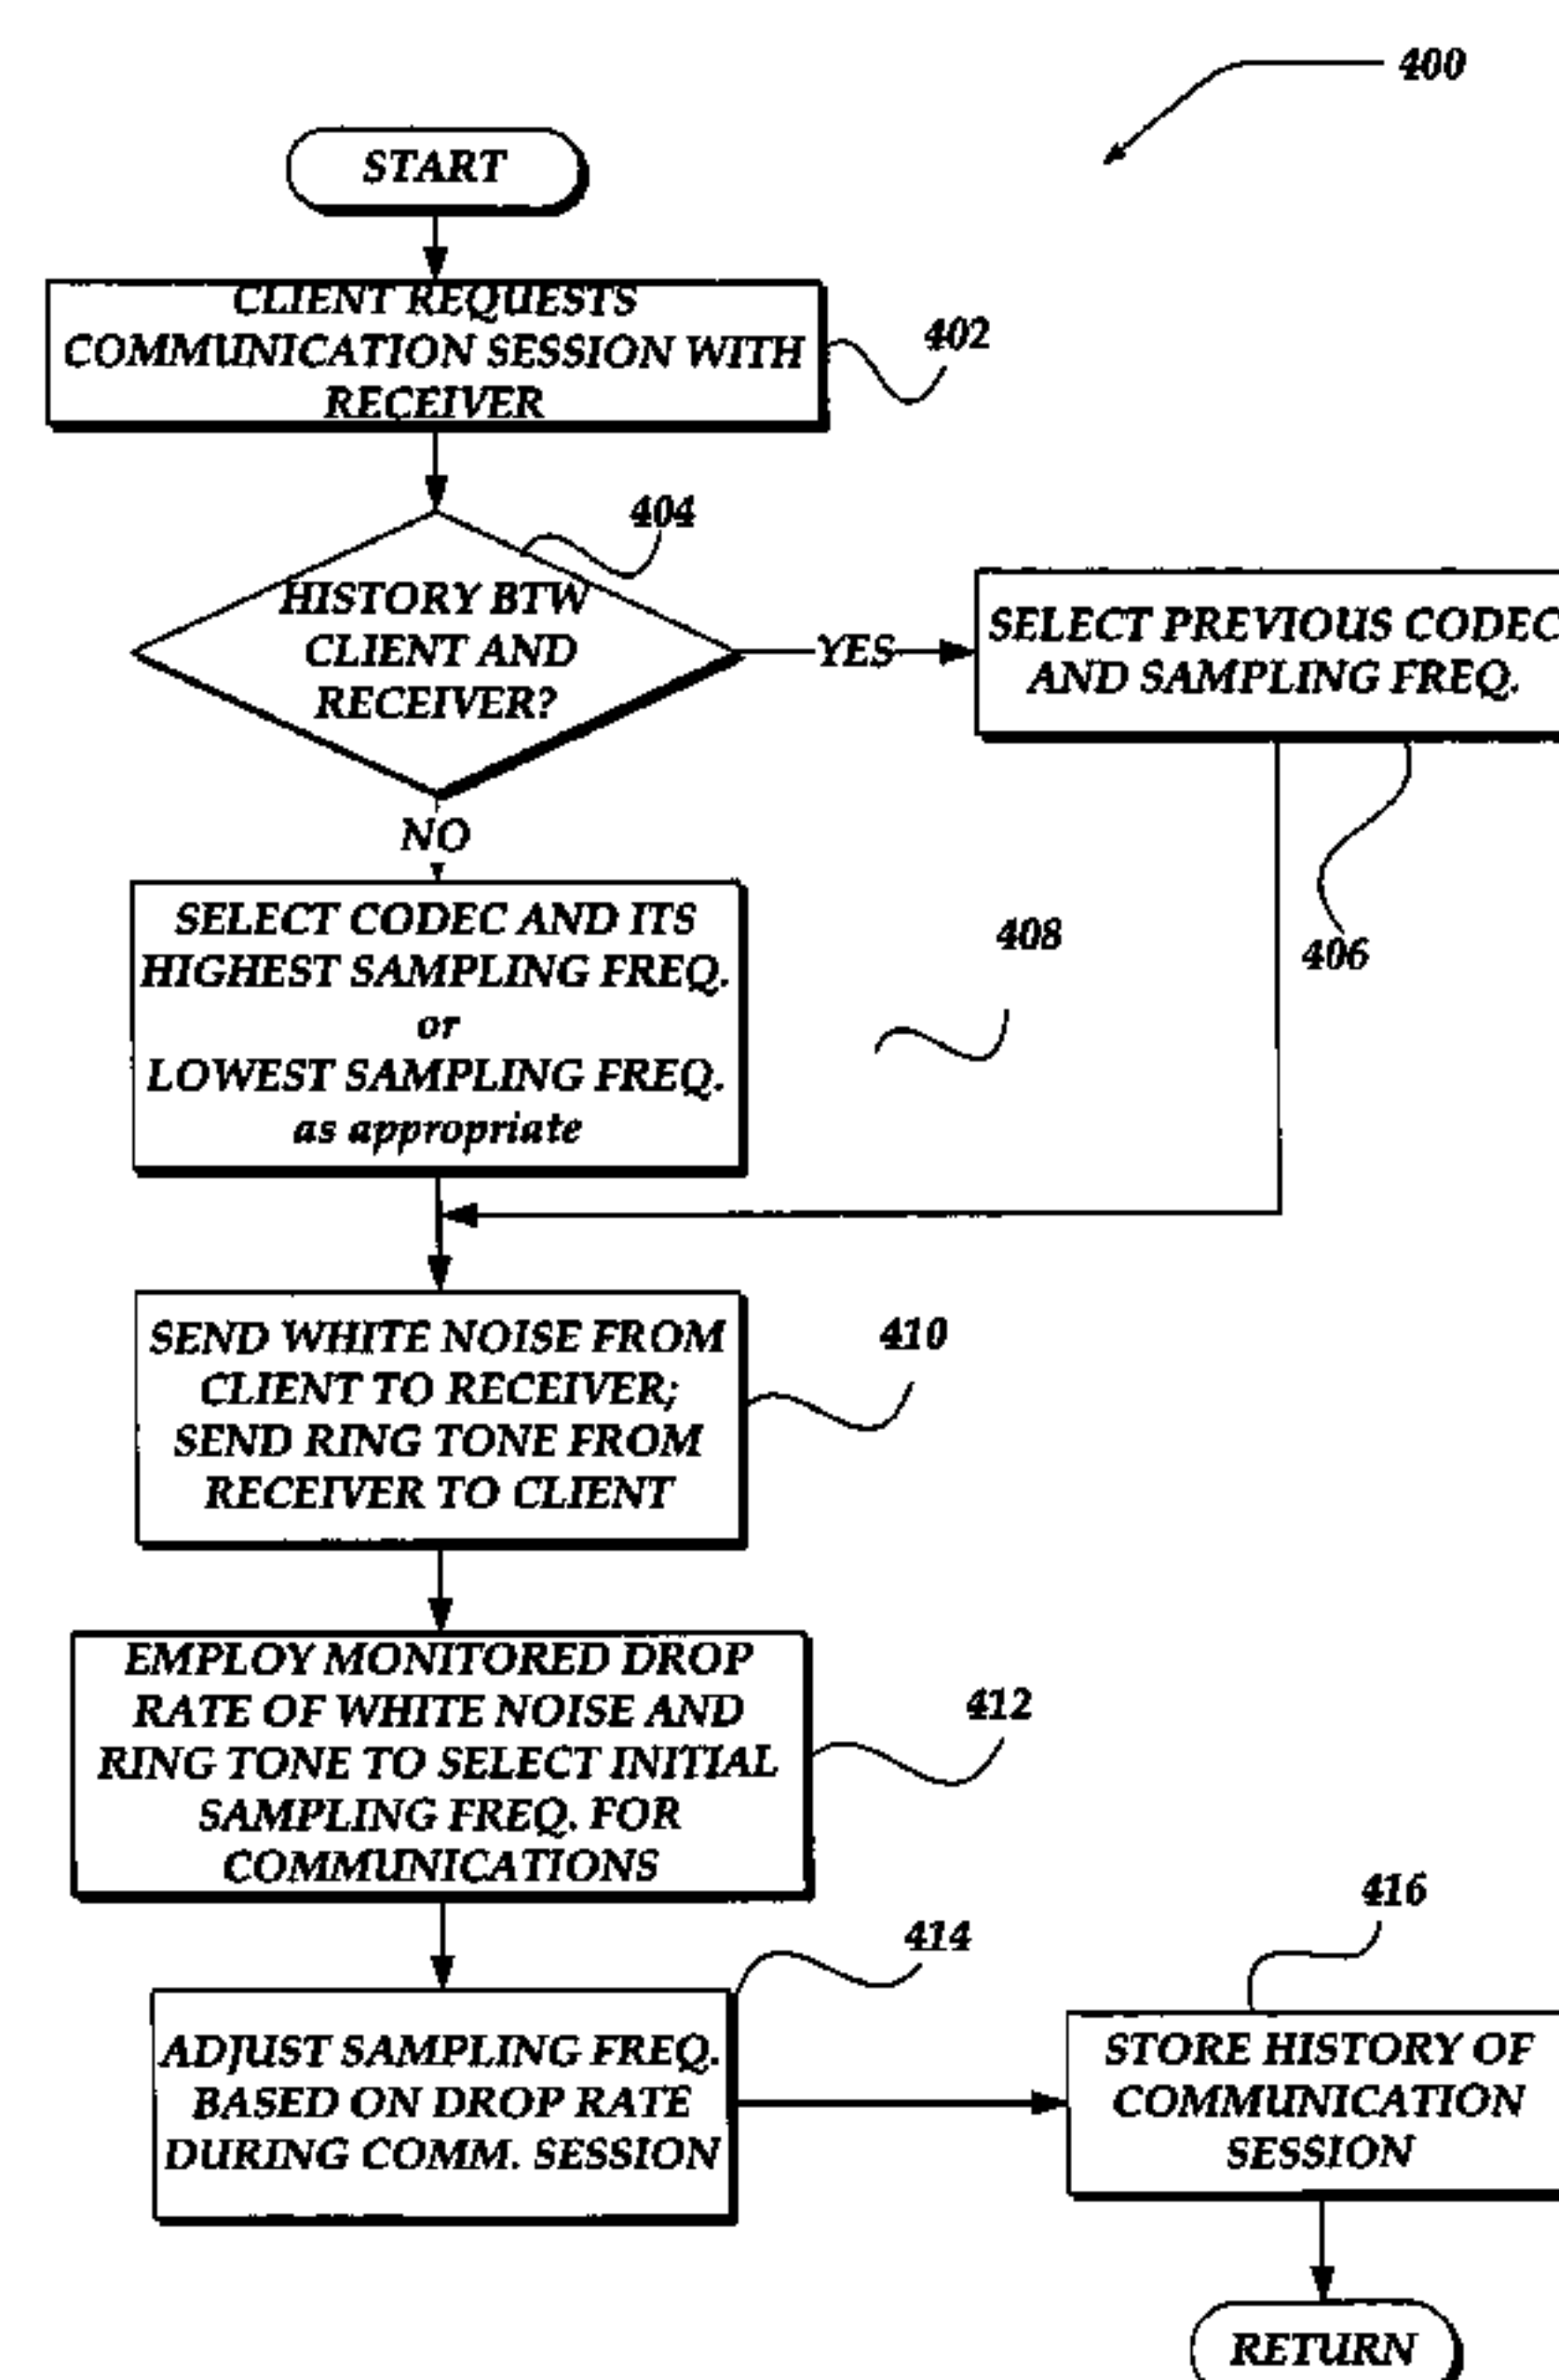 400
START
CLIENT REQUESTS
COMMUNICATION SESSION WITH
RECEIVER
402
404
HISTORY BTW
CLIENT AND
RECEIVER?
YES
SELECT PREVIOUS CODEC
AND SAMPLING FREQ.
406
NO
SELECT CODEC AND ITS
HIGHEST SAMPLING FREQ.
or
LOWEST SAMPLING FREQ.
as appropriate
408
SEND WHITE NOISE FROM
CLIENT TO RECEIVER;
SEND RING TONE FROM
RECEIVER TO CLIENT
410
EMPLOY MONITORED DROP
RATE OF WHITE NOISE AND
RING TONE TO SELECT INITIAL
SAMPLING FREQ. FOR
COMMUNICATIONS
412
414
ADJUST SAMPLING FREQ.
BASED ON DROP RATE
DURING COMM. SESSION
416
STORE HISTORY OF
COMMUNICATION
SESSION
RETURN